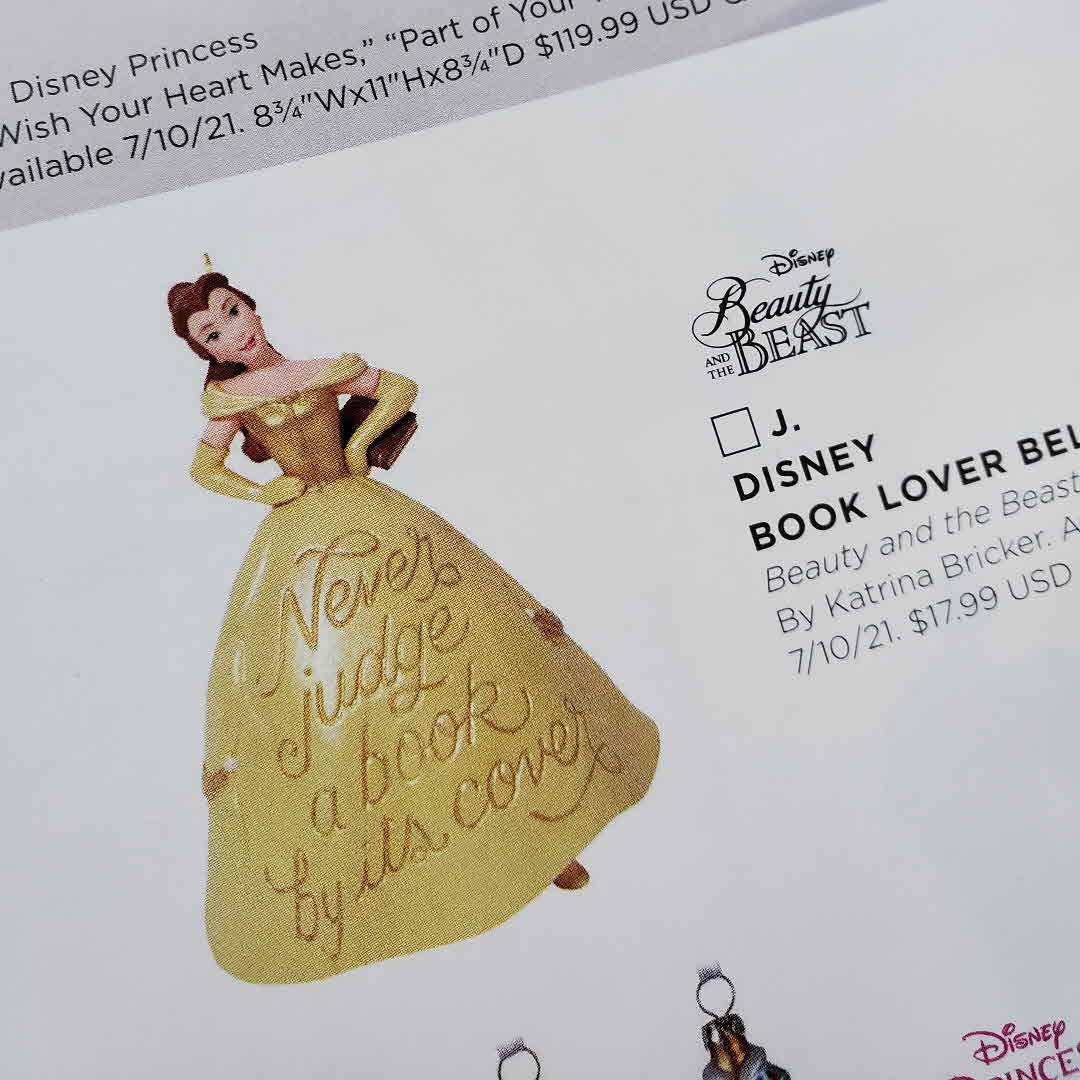 Disney Princess
Wish Your Heart Makes,” “Part of Your
7/10/21. 8¾"Wx11"Hx8¾"D $119.99 USD
Disney
Beauty
AND THE BEAST
J.
DISNEY
BOOK LOVER
Beauty and the Beast
By Katrina Bricker.
7/10/21. $17.99 USD
Never
judge
a book
by its cover
Disney